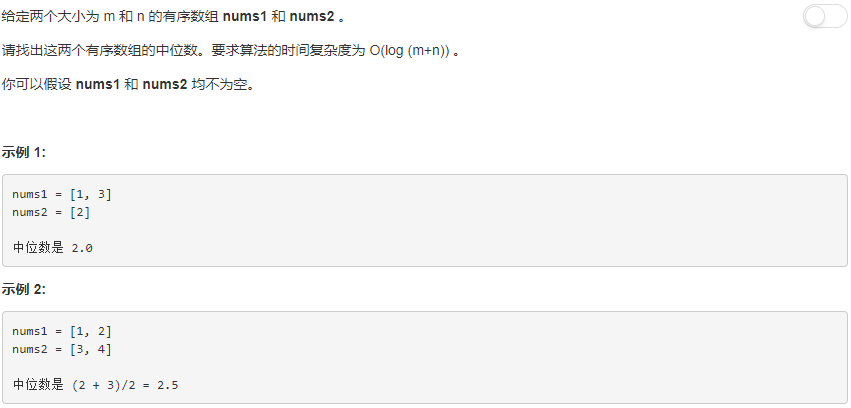 给定两个大小为 m 和 n 的有序数组 nums1 和 nums2 。
请找出这两个有序数组的中位数。要求算法的时间复杂度为 O(log (m+n)) 。
你可以假设 nums1 和 nums2 均不为空。
示例 1:
nums1 = [1, 3]
nums2 = [2]
中位数是 2.0
示例 2:
nums1 = [1, 2]
nums2 = [3, 4]
中位数是 (2 + 3)/2 = 2.5